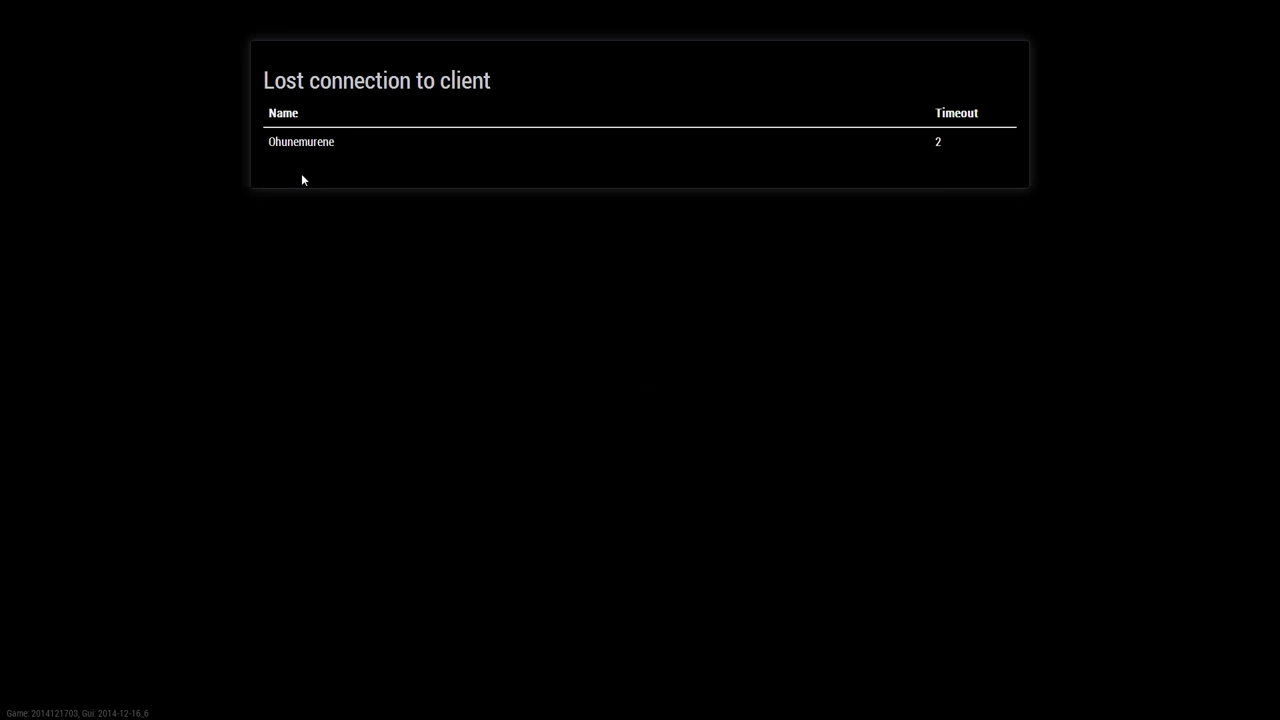 Lost connection to client
Name Timeout
Ohunemurene 2
Game: 2014121703, Gui: 2014-12-16_6